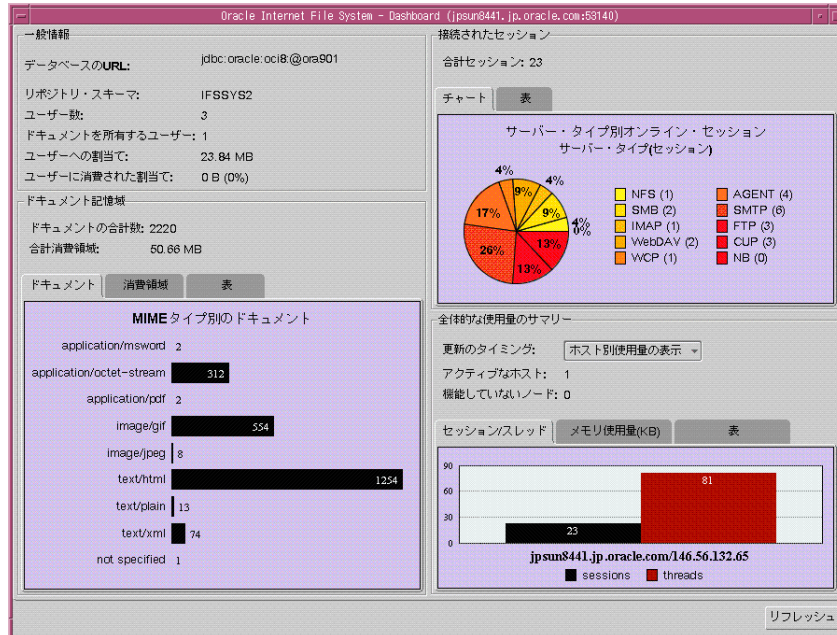 Oracle Internet File System - Dashboard (jpsun8441.jp.oracle.com:53140)
一般情報
データベースのURL: jdbc:oracle:oci8:@ora901
リポジトリ・スキーマ: IFSSYS2
ユーザー数: 3
ドキュメントを所有するユーザー: 1
ユーザーへの割当て: 23.84 MB
ユーザーに消費された割当て: 0 B (0%)
ドキュメント記憶域
ドキュメントの合計数: 2220
合計消費領域: 50.66 MB
ドキュメント 消費領域 表
MIMEタイプ別のドキュメント
application/msword 2
application/octet-stream 312
application/pdf 2
image/gif 554
image/jpeg 8
text/html 1254
text/plain 13
text/xml 74
not specified 1
接続されたセッション
合計セッション: 23
チャート 表
サーバー・タイプ別オンライン・セッション
サーバー・タイプ(セッション)
4% 4%
9%
17% 9%
4%
0%
26% 13%
13%
NFS (1) AGENT (4)
SMB (2) SMTP (6)
IMAP (1) FTP (3)
WebDAV (2) CUP (3)
WCP (1) NB (0)
全体的な使用量のサマリー
更新のタイミング: ホスト別使用量の表示
アクティブなホスト: 1
機能していないノード: 0
セッション/スレッド メモリ使用量(KB) 表
90
60
30
0
23 81
jpsun8441.jp.oracle.com/146.56.132.65
sessions threads
リフレッシュ